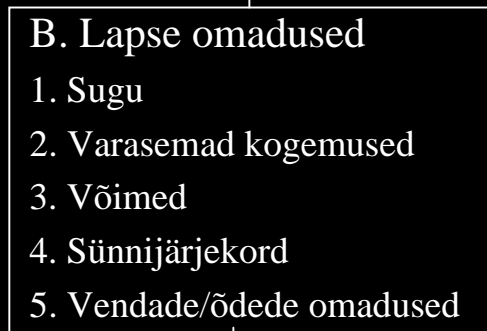 B. Lapse omadused
1. Sugu
2. Varasemad kogemused
3. Võimed
4. Sünnijärjekord
5. Vendade/õdede omadused